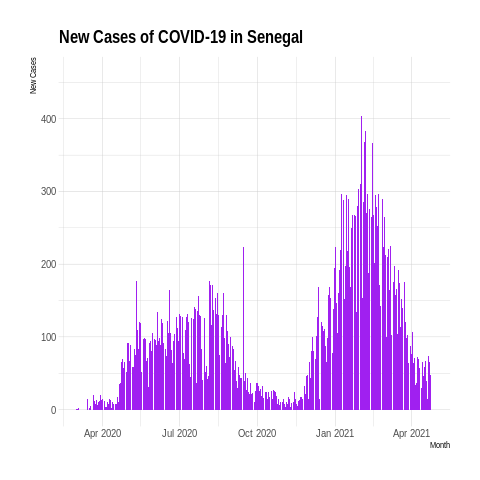 New Cases of COVID-19 in Senegal
New Cases
400
300
200
100
0
Apr 2020 Jul 2020 Oct 2020 Jan 2021 Apr 2021
Month